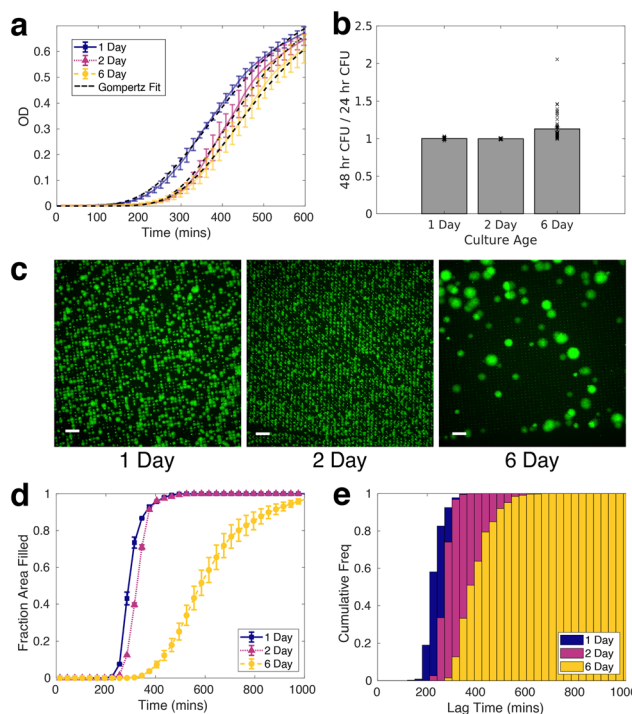 a
1 Day
2 Day
6 Day
Gompertz Fit
OD
0.6
0.5
0.4
0.3
0.2
0.1
0
0 100 200 300 400 500 600
Time (mins)
b
48 hr CFU / 24 hr CFU
2.5
2
1.5
1
0.5
0
1 Day 2 Day 6 Day
Culture Age
c
1 Day 2 Day 6 Day
d
Fraction Area Filled
1
0.8
0.6
0.4
0.2
0
0 200 400 600 800 1000
Time (mins)
1 Day
2 Day
6 Day
e
Cumulative Freq
1
0.8
0.6
0.4
0.2
0
0 200 400 600 800 1000
Lag Time (mins)
1 Day
2 Day
6 Day